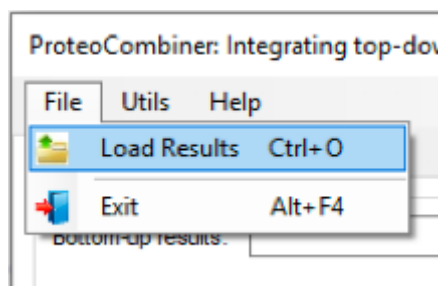 ProteoCombiner: Integrating top-dov
File Utils Help
Load Results Ctrl+O
Exit Alt+F4
Bottom-up results: